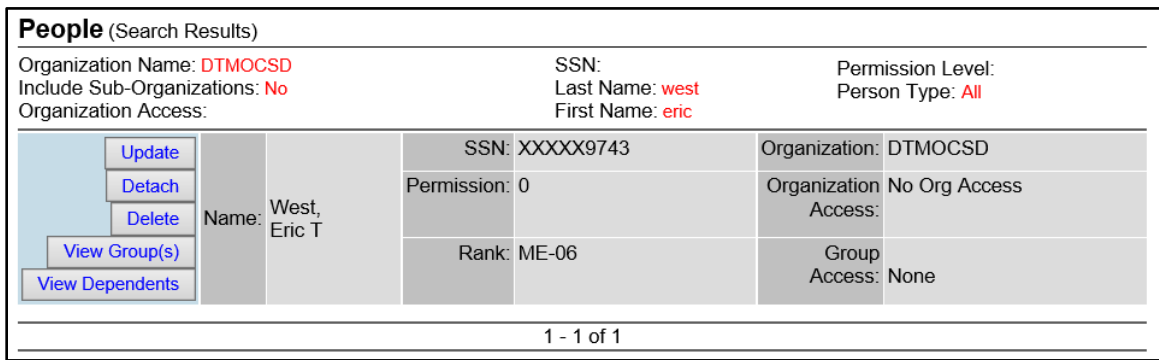 People (Search Results)
Organization Name: DTMOCSD
Include Sub-Organizations: No
Organization Access:
SSN:
Last Name: west
First Name: eric
Permission Level:
Person Type: All
Update
Detach
Delete
View Group(s)
View Dependents
Name: West,
Eric T
SSN: XXXXX9743
Permission: 0
Rank: ME-06
Organization: DTMOCSD
Organization No Org Access
Access:
Group
Access: None
1 - 1 of 1